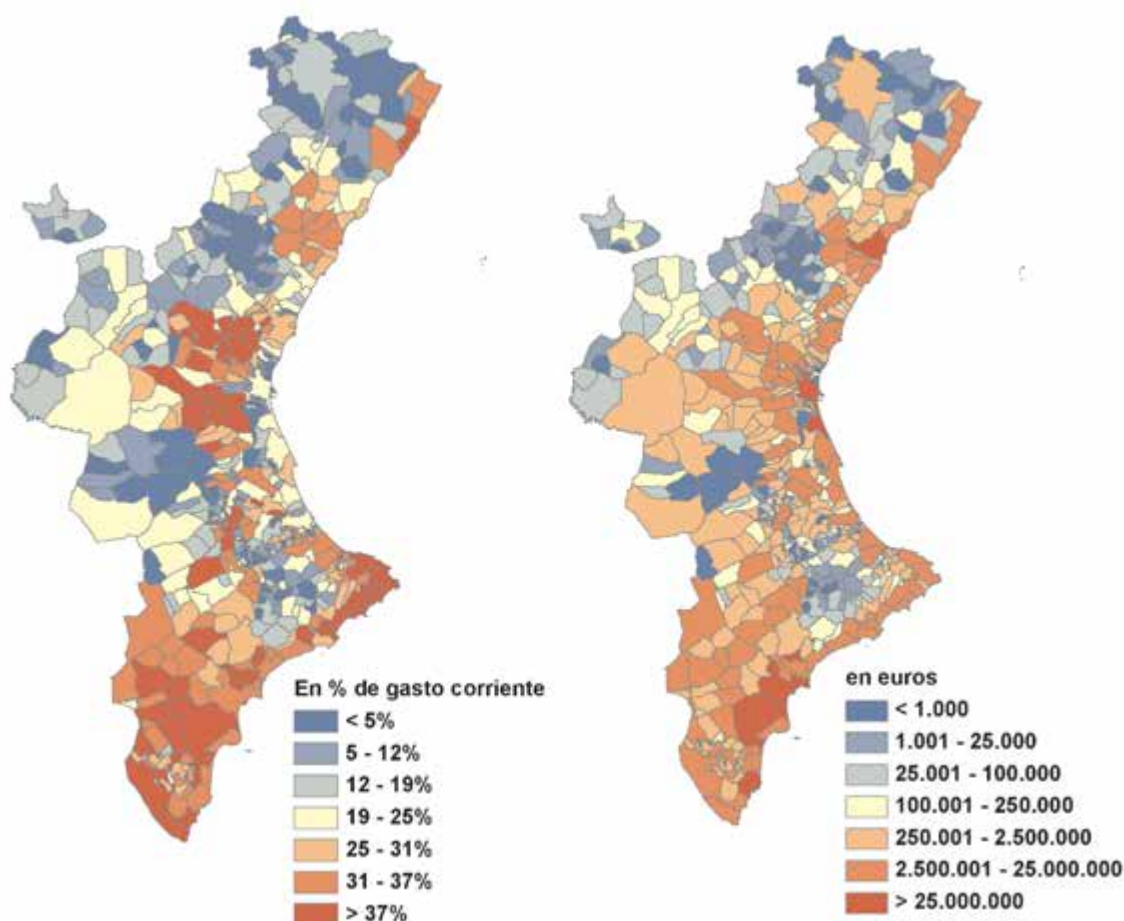 En % de gasto corriente
< 5%
5 - 12%
12 - 19%
19 - 25%
25 - 31%
31 - 37%
> 37%
en euros
< 1.000
1.001 - 25.000
25.001 - 100.000
100.001 - 250.000
250.001 - 2.500.000
2.500.001 - 25.000.000
> 25.000.000